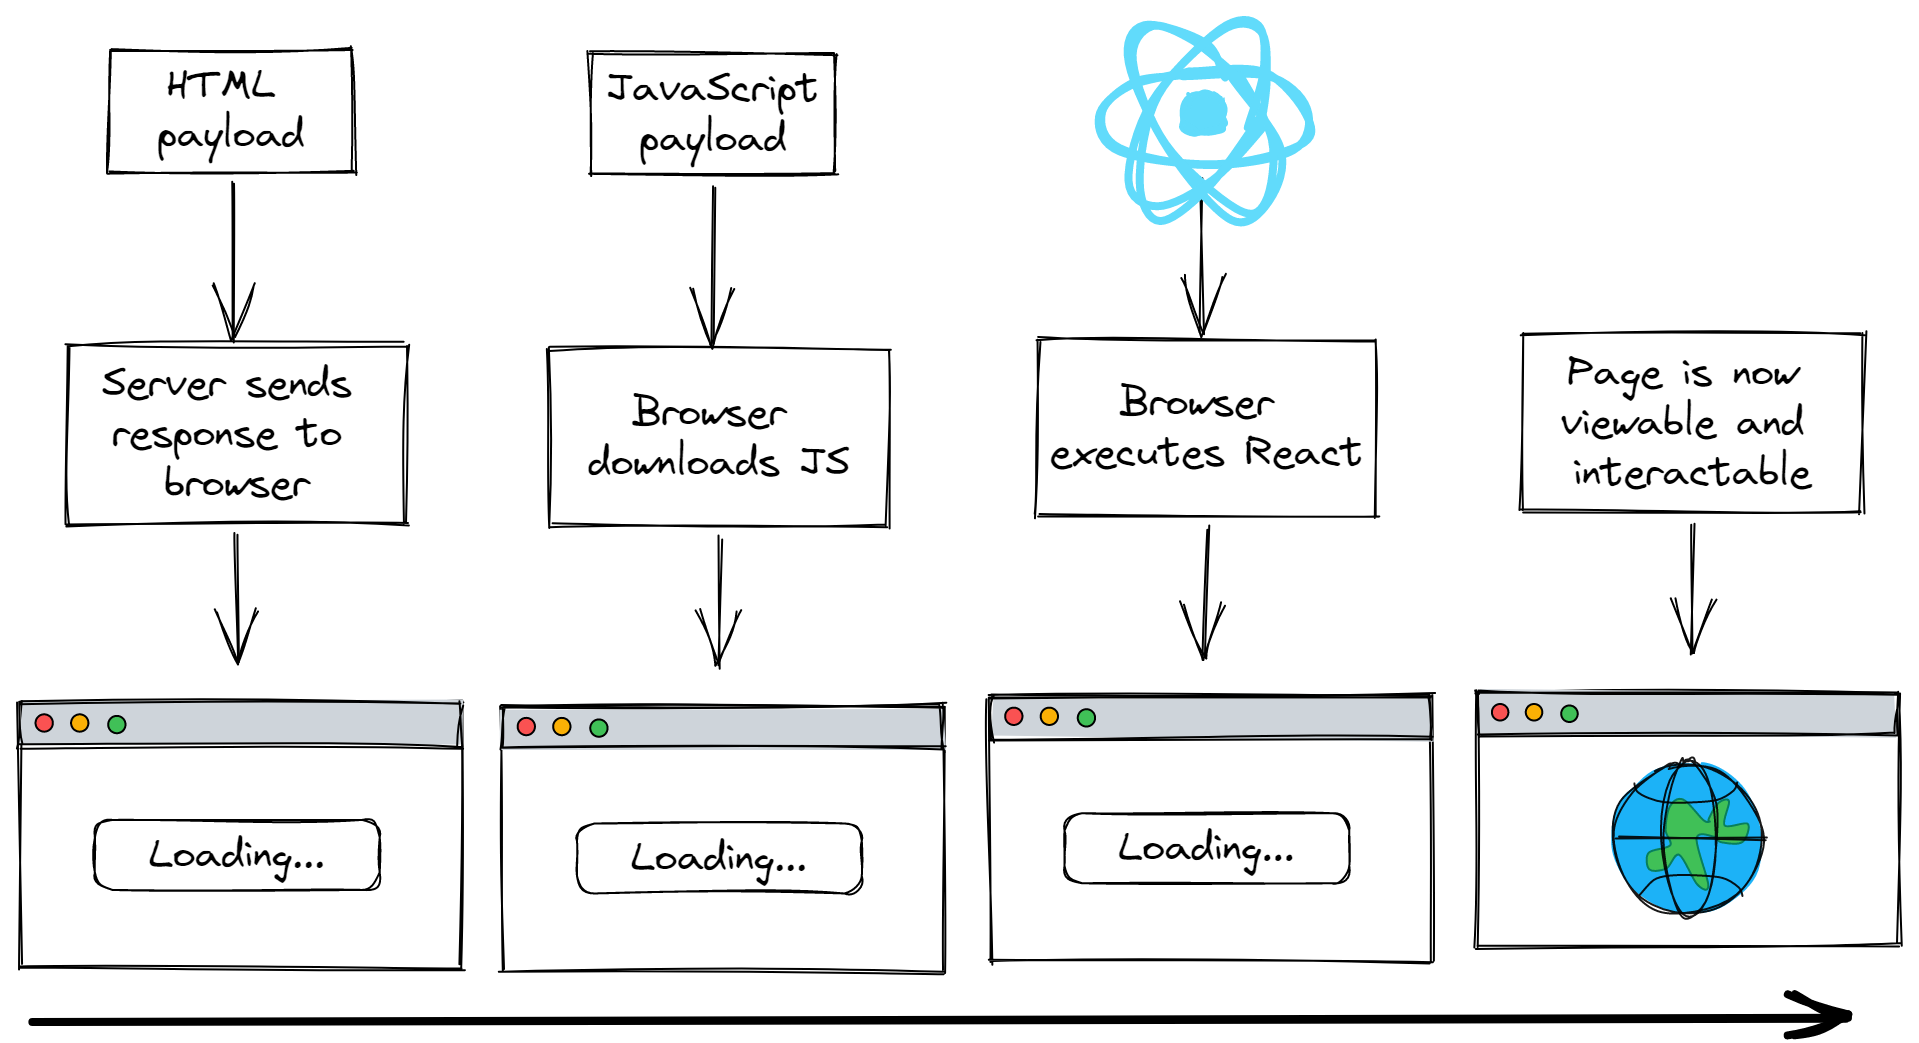 HTML
payload
JavaScript
payload
Server sends
response to
browser
Browser
downloads JS
Browser
executes React
Page is now
viewable and
interactable
Loading...
Loading...
Loading...